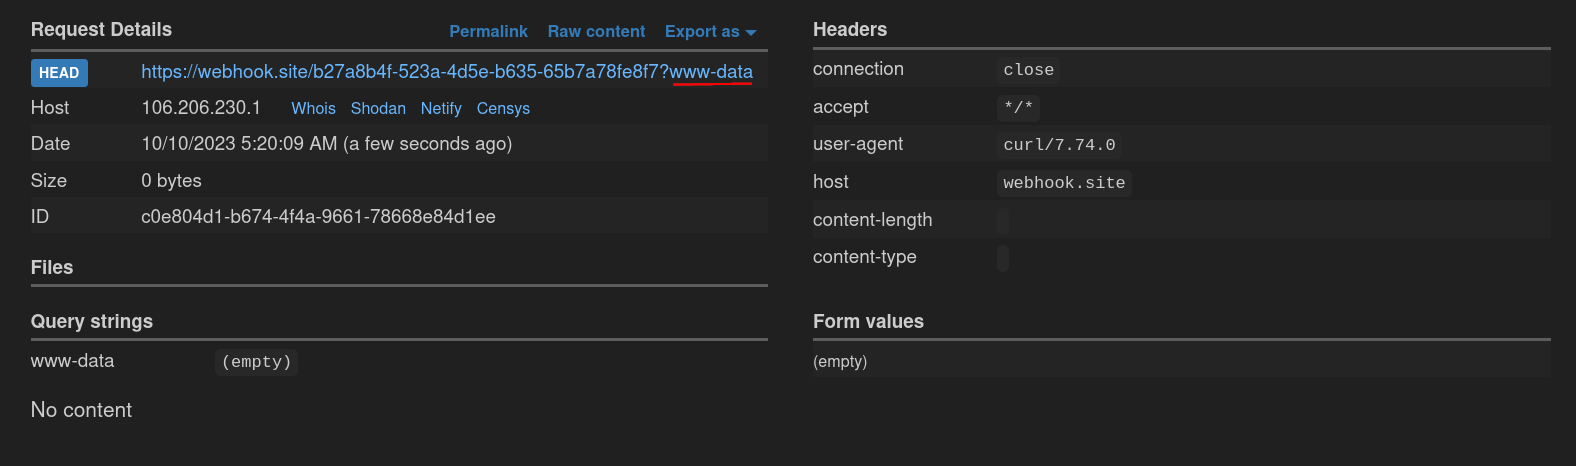 Request Details
Permalink Raw content Export as
HEAD https://webhook.site/b27a8b4f-523a-4d5e-b635-65b7a78fe8f7?www-data
Host 106.206.230.1 Whois Shodan Netify Censys
Date 10/10/2023 5:20:09 AM (a few seconds ago)
Size 0 bytes
ID c0e804d1-b674-4f4a-9661-78668e84d1ee
Files
Query strings
www-data (empty)
No content
Headers
connection close
accept */*
user-agent curl/7.74.0
host webhook.site
content-length
content-type
Form values
(empty)